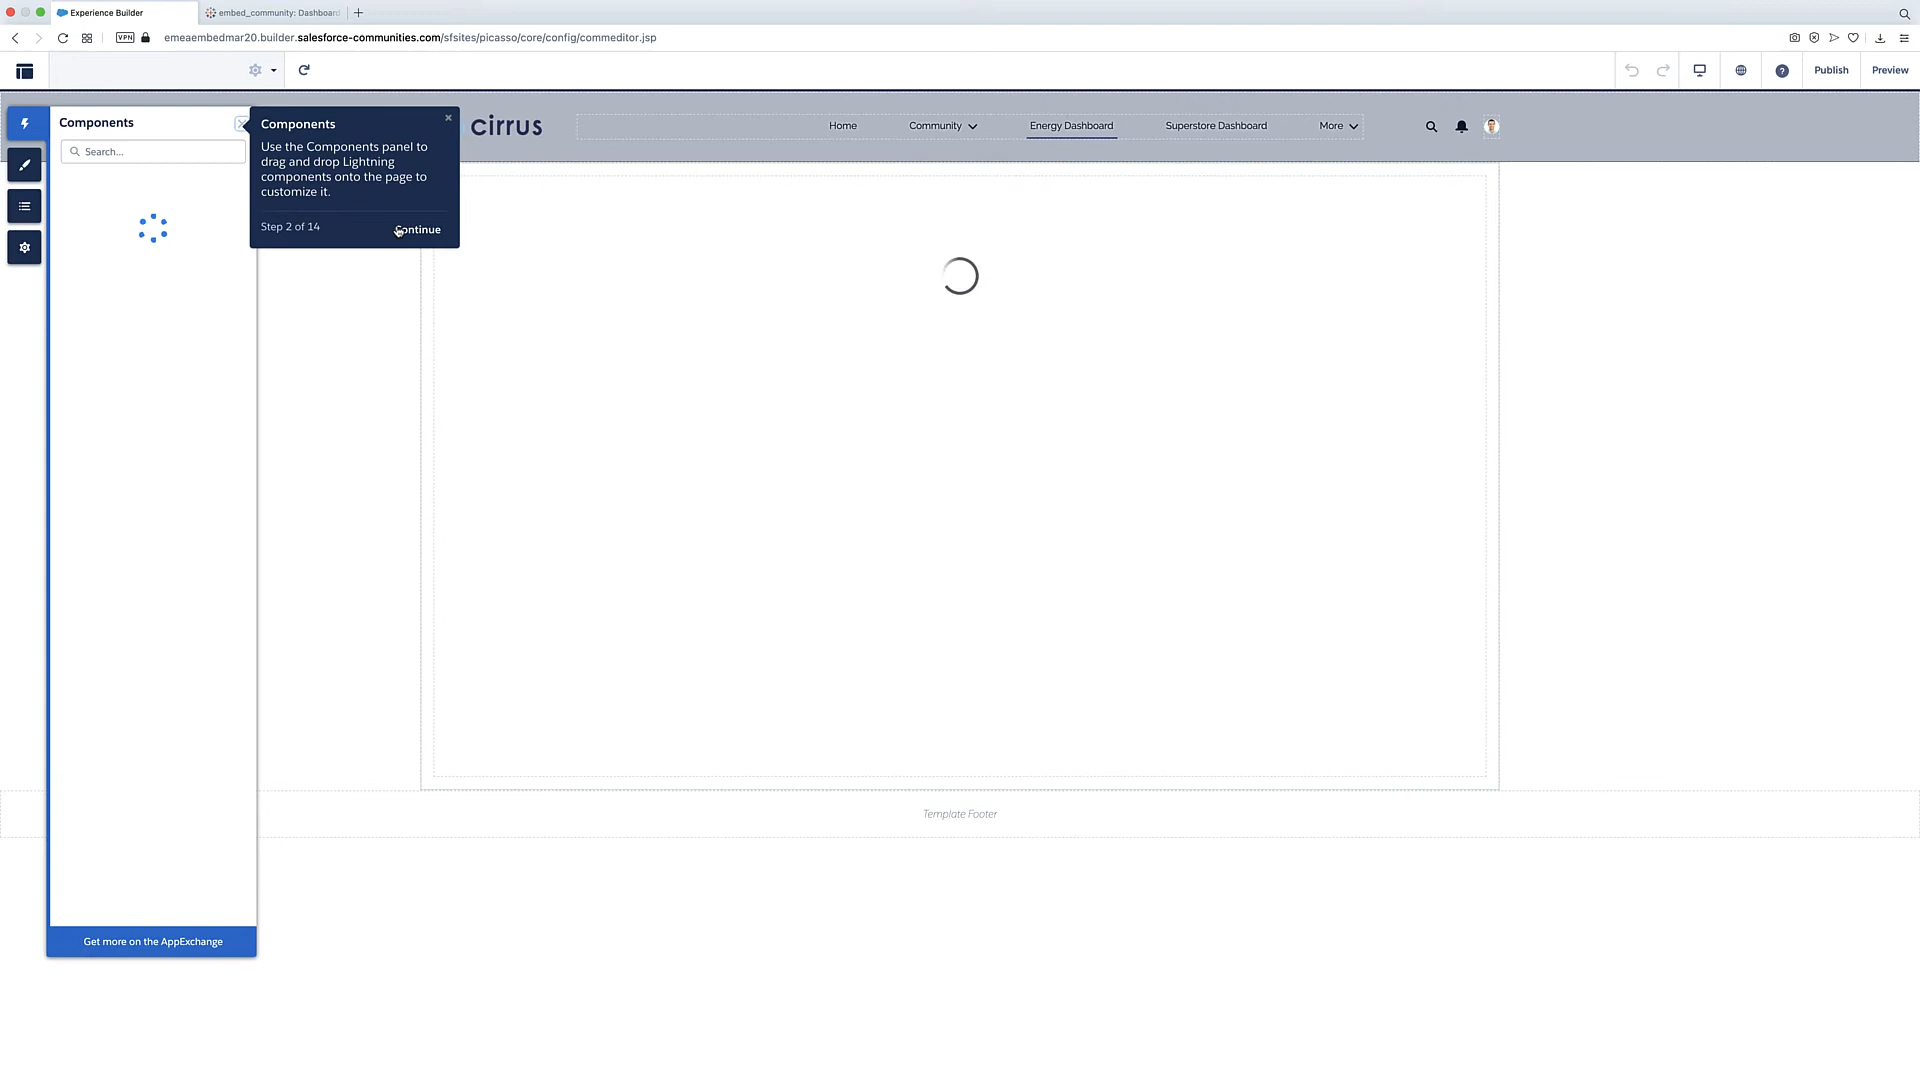 Experience Builder
embed_community: Dashboard
VPN
emeaembedmar20.builder.salesforce-communities.com/sfsites/picasso/core/config/commeditor.jsp
Publish
Preview
Components
Search...
Components
Use the Components panel to
drag and drop Lightning
components onto the page to
customize it.
Step 2 of 14
Continue
cirrus
Home
Community
Energy Dashboard
Superstore Dashboard
More
Template Footer
Get more on the AppExchange